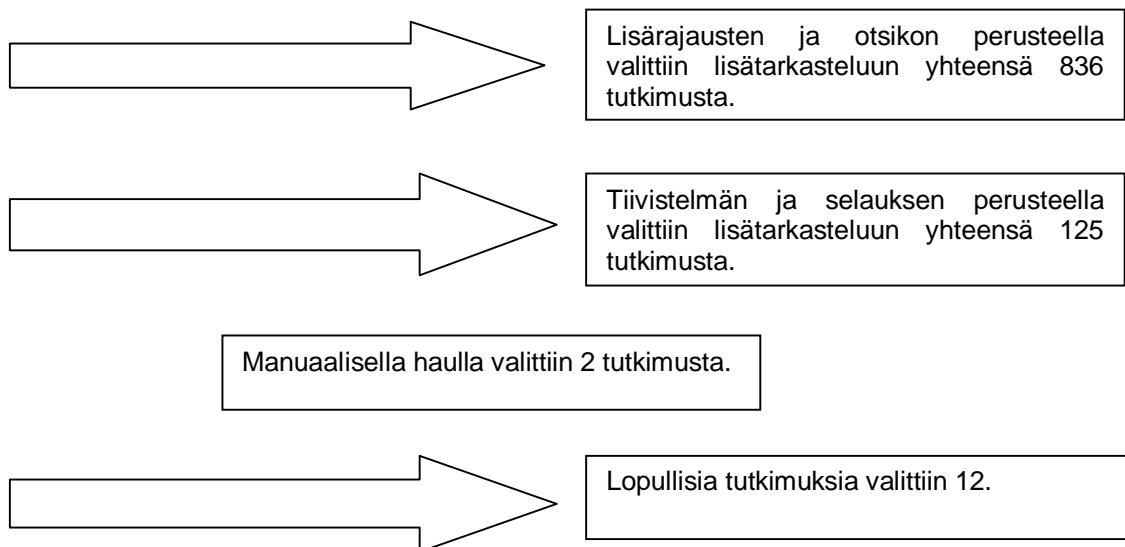 Lisärajausten ja otsikon perusteella
valittiin lisätarkasteluun yhteensä 836
tutkimusta.
Tiivistelmän ja selauksen perusteella
valittiin lisätarkasteluun yhteensä 125
tutkimusta.
Manuaalisella haulla valittiin 2 tutkimusta.
Lopullisia tutkimuksia valittiin 12.